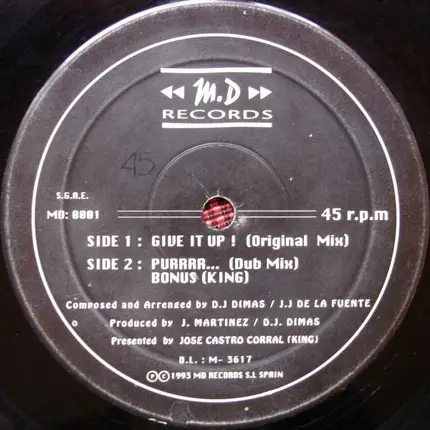 M.D
RECORDS
45
S.G.A.E.
MD: 0001
45 r.p.m
SIDE 1 : GIVE IT UP ! (Original Mix)
SIDE 2 : PURRRR... (Dub Mix)
BONUS (KING)
Composed and Arranged by D.J DIMAS / J.J DE LA FUENTE
Produced by J. MARTINEZ / D.J. DIMAS
Presented by JOSE CASTRO CORRAL (KING)
D.L. : M- 3617
℗ © 1993 MD RECORDS S.L SPAIN